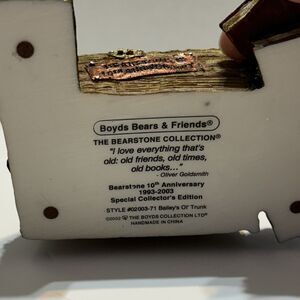 Boyds Bears & Friends®
THE BEARSTONE COLLECTION®
"I love everything that's
old: old friends, old times,
old books..."
- Oliver Goldsmith
Bearstone 10th Anniversary
1993-2003
Special Collector's Edition
STYLE #02003-71 Bailey's Ol' Trunk
©2002 THE BOYDS COLLECTION LTD®
HANDMADE IN CHINA